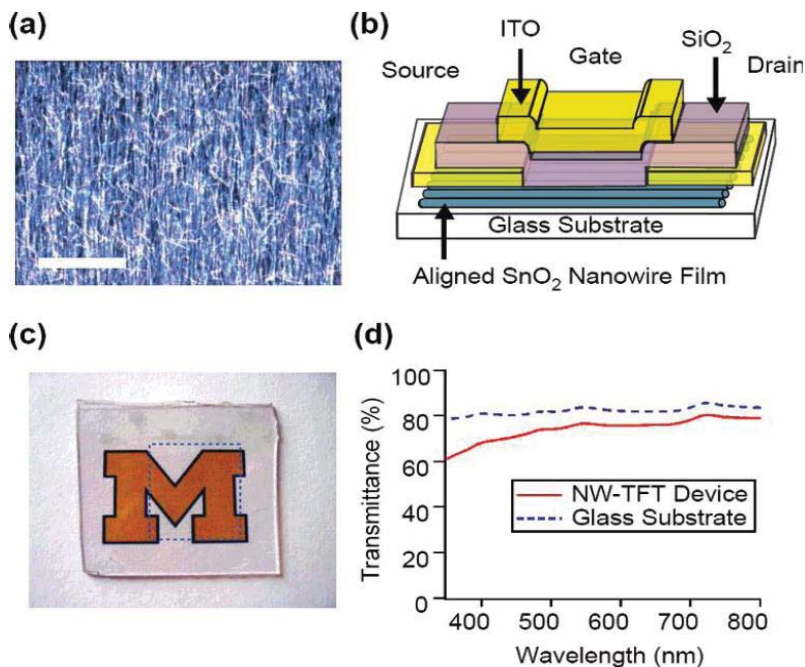 (a)
(b)
ITO
Gate
SiO2
Source
Drain
Glass Substrate
Aligned SnO2 Nanowire Film
(c)
M
(d)
Transmittance (%)
100
80
60
40
20
0
NW-TFT Device
Glass Substrate
400 500 600 700 800
Wavelength (nm)